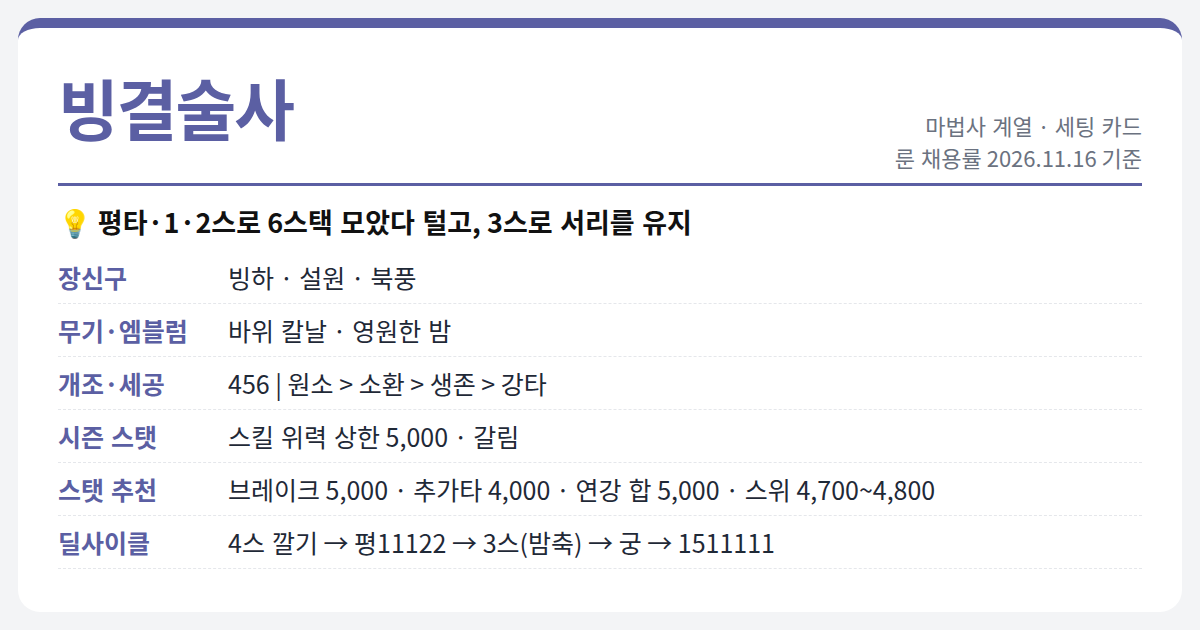 빙결술사
마법사 계열 · 세팅 카드
룬 채용률 2026.11.16 기준
💡 평타·1·2스로 6스택 모았다 털고, 3스로 서리를 유지
장신구 빙하 · 설원 · 북풍
무기·엠블럼 바위 칼날 · 영원한 밤
개조·세공 456 | 원소 > 소환 > 생존 > 강타
시즌 스탯 스킬 위력 상한 5,000 · 갈림
스탯 추천 브레이크 5,000 · 추가타 4,000 · 연강 합 5,000 · 스위 4,700~4,800
딜사이클 4스 깔기 → 평11122 → 3스(밤축) → 궁 → 1511111